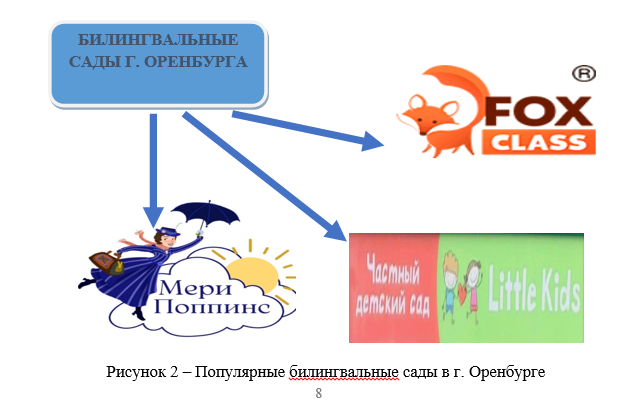 БИЛИНГВАЛЬНЫЕ
САДЫ Г. ОРЕНБУРГА
®
FOX
CLASS
Мери
Поппинс
Частный
детский сад
Little Kids
Рисунок 2 – Популярные билингвальные сады в г. Оренбурге
8